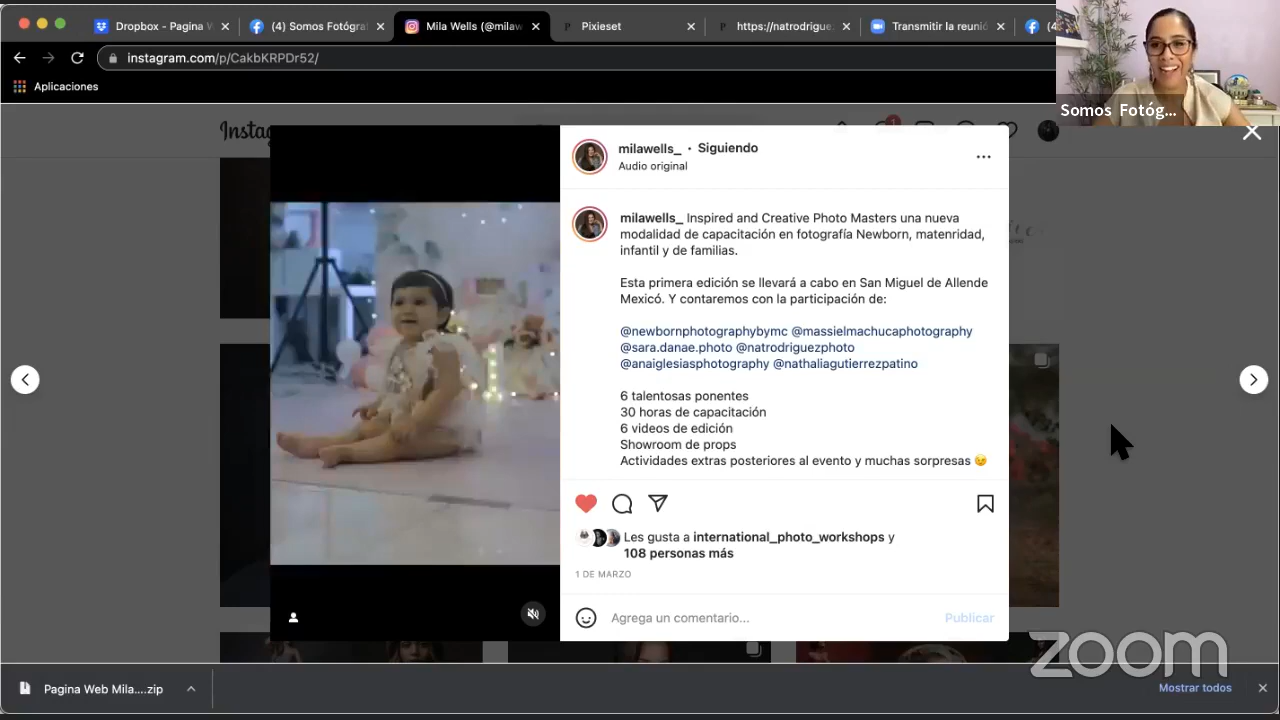 Dropbox - Pagina V
(4) Somos Fotógra
Mila Wells (@milaw
Pixieset
https://natrodrigue
Transmitir la reunió
(4
instagram.com/p/CakbKRPDr52/
Aplicaciones
Somos Fotóg...
Instag
1
milawells_ • Siguiendo
Audio original
milawells_ Inspired and Creative Photo Masters una nueva
modalidad de capacitación en fotografía Newborn, matenridad,
infantil y de familias.
Esta primera edición se llevará a cabo en San Miguel de Allende
Mexicó. Y contaremos con la participación de:
@newbornphotographybymc @massielmachucaphotography
@sara.danae.photo @natrodriguezphoto
@anaiglesiasphotography @nathaliagutierrezpatino
6 talentosas ponentes
30 horas de capacitación
6 videos de edición
Showroom de props
Actividades extras posteriores al evento y muchas sorpresas 😉
Les gusta a international_photo_workshops y
108 personas más
1 DE MARZO
Agrega un comentario...
Publicar
zoom
Pagina Web Mila....zip
Mostrar todos